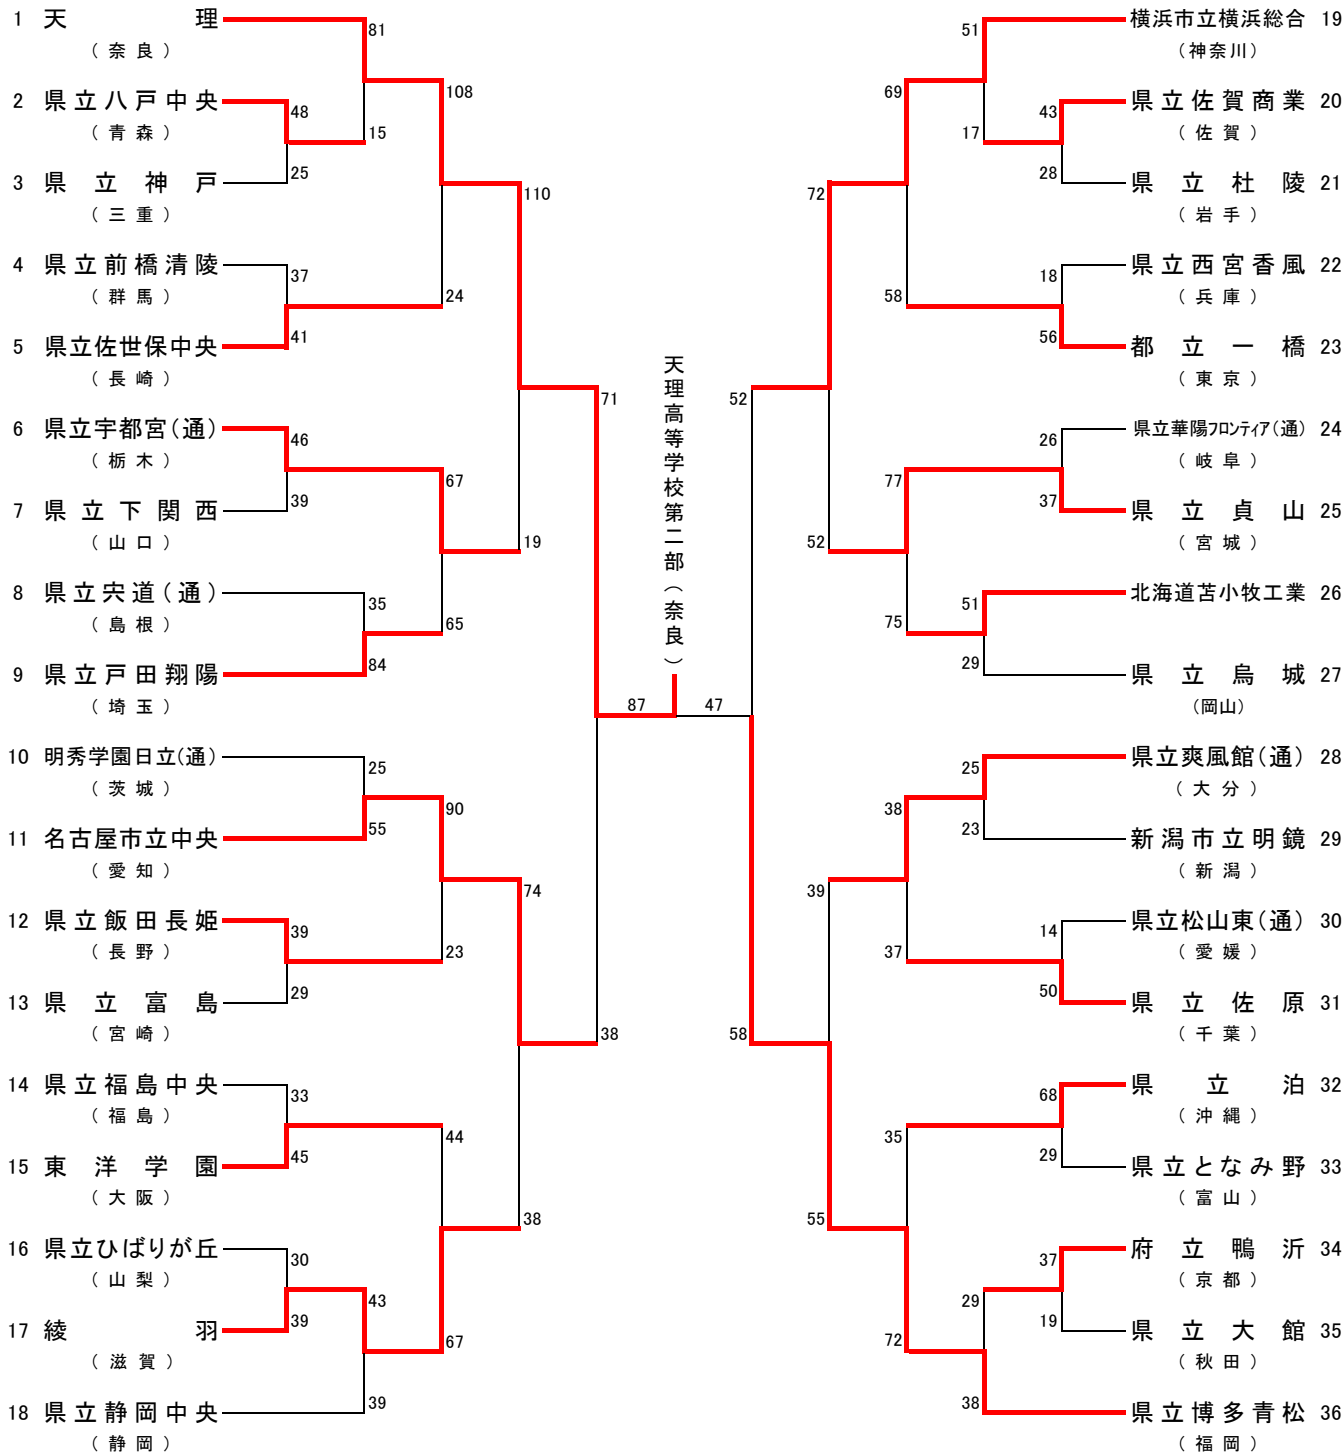 1 天理
（奈良）
2 県立八戸中央
（青森）
3 県立神戸
（三重）
4 県立前橋清陵
（群馬）
5 県立佐世保中央
（長崎）
6 県立宇都宮（通）
（栃木）
7 県立下関西
（山口）
8 県立宍道（通）
（島根）
9 県立戸田翔陽
（埼玉）
10 明秀学園日立(通)
（茨城）
11 名古屋市立中央
（愛知）
12 県立飯田長姫
（長野）
13 県立富島
（宮崎）
14 県立福島中央
（福島）
15 東洋学園
（大阪）
16 県立ひばりが丘
（山梨）
17 綾羽
（滋賀）
18 県立静岡中央
（静岡）
81
15
48
25
108
24
37
41
110
19
46
39
67
65
35
84
71
38
25
55
90
23
39
29
74
38
33
45
44
67
30
39
43
39
天理高等学校第二部（奈良）
87
47
52
58
72
52
69
58
51
17
43
28
18
56
77
75
26
37
51
29
39
55
38
37
25
23
14
50
35
72
68
29
29
38
37
19
横浜市立横浜総合 19
（神奈川）
県立佐賀商業 20
（佐賀）
県立杜陵 21
（岩手）
県立西宮香風 22
（兵庫）
都立一橋 23
（東京）
県立華陽フロンティア（通） 24
（岐阜）
県立貞山 25
（宮城）
北海道苫小牧工業 26
県立烏城 27
（岡山）
県立爽風館（通） 28
（大分）
新潟市立明鏡 29
（新潟）
県立松山東（通） 30
（愛媛）
県立佐原 31
（千葉）
県立泊 32
（沖縄）
県立となみ野 33
（富山）
府立鴨沂 34
（京都）
県立大館 35
（秋田）
県立博多青松 36
（福岡）